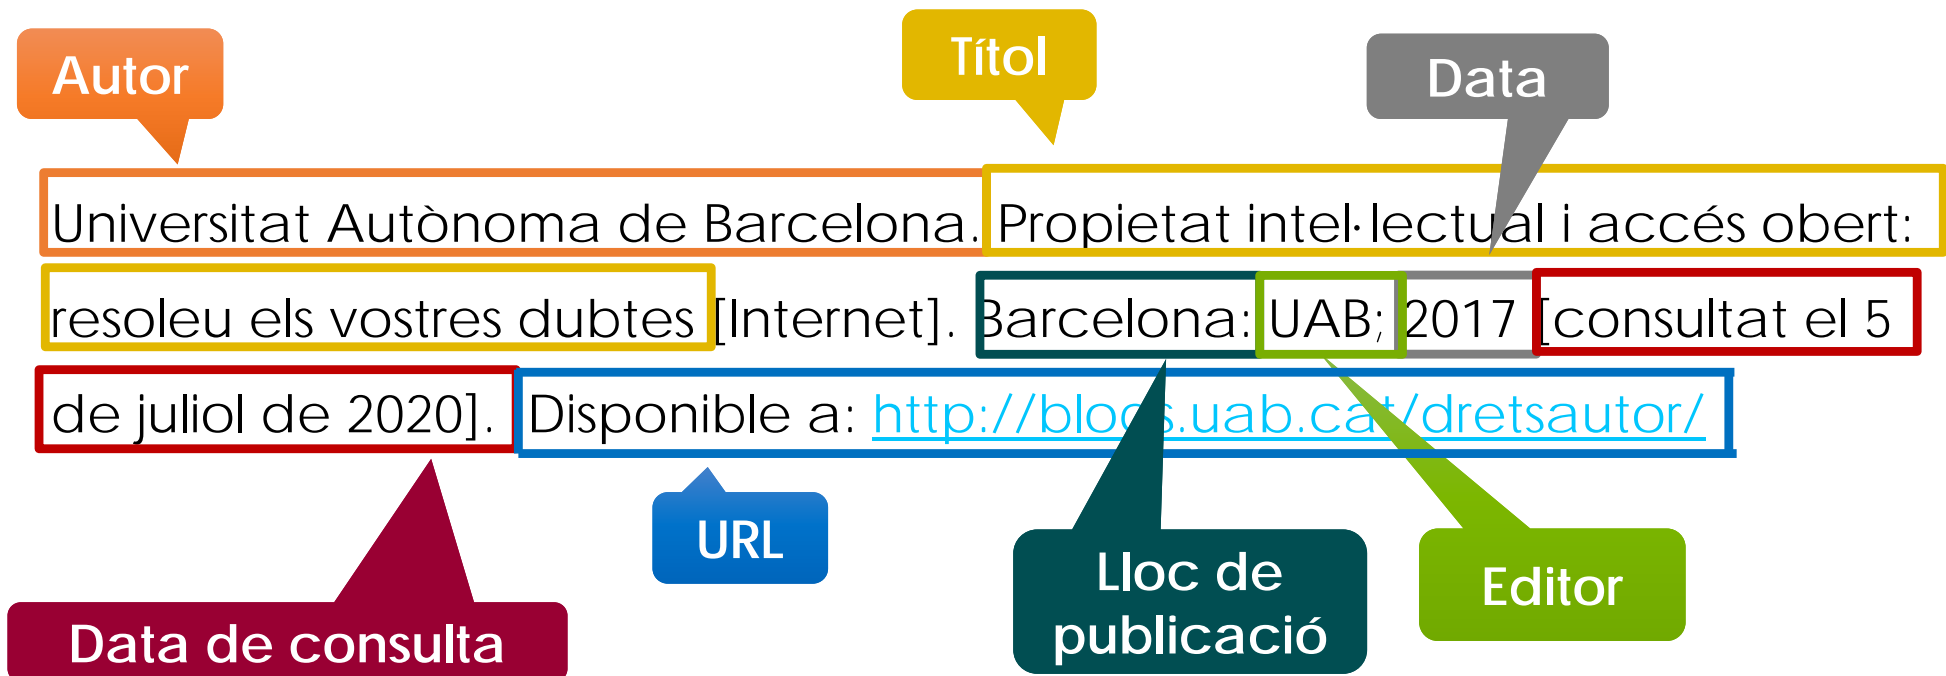 Autor
Títol
Data
Universitat Autònoma de Barcelona. Propietat intel·lectual i accés obert:
resoleu els vostres dubtes [Internet]. Barcelona: UAB; 2017 [consultat el 5
de juliol de 2020]. Disponible a: http://blocs.uab.cat/dretsautor/
URL
Lloc de
publicació
Editor
Data de consulta